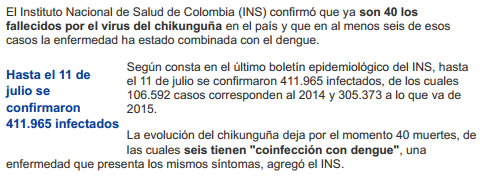 El Instituto Nacional de Salud de Colombia (INS) confirmó que ya son 40 los
fallecidos por el virus del chikunguña en el país y que en al menos seis de esos
casos la enfermedad ha estado combinada con el dengue.
Hasta el 11 de
julio se
confirmaron
411.965 infectados
Según consta en el último boletín epidemiológico del INS, hasta
el 11 de julio se confirmaron 411.965 infectados, de los cuales
106.592 casos corresponden al 2014 y 305.373 a lo que va de
2015.
La evolución del chikunguña deja por el momento 40 muertes, de
las cuales seis tienen "coinfección con dengue", una
enfermedad que presenta los mismos síntomas, agregó el INS.